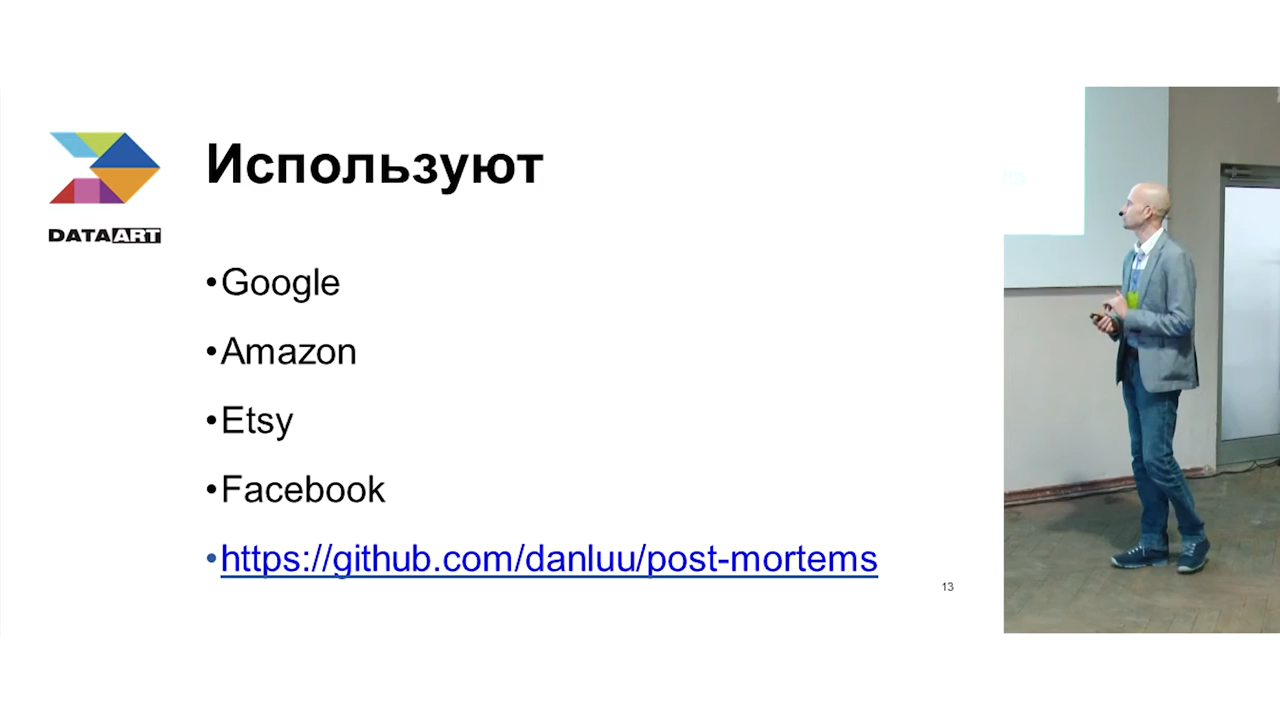 DATAART
Используют
•Google
•Amazon
•Etsy
•Facebook
•https://github.com/danluu/post-mortems
13